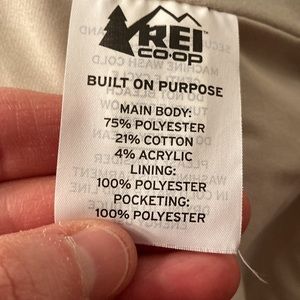 REI
CO·OP
BUILT ON PURPOSE
MAIN BODY:
75% POLYESTER
21% COTTON
4% ACRYLIC
LINING:
100% POLYESTER
POCKETING:
100% POLYESTER